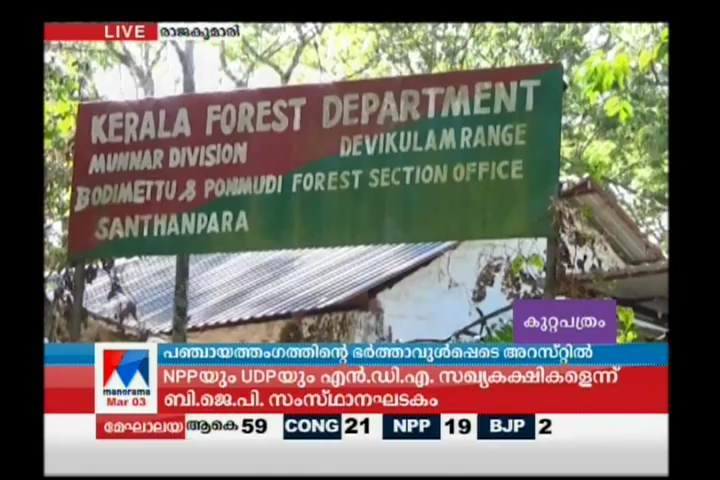 LIVE രാജകുമാരി
KERALA FOREST DEPARTMENT
MUNNAR DIVISION DEVIKULAM RANGE
BODIMETTU & PONMUDI FOREST SECTION OFFICE
SANTHANPARA
കുറ്റപത്രം
പഞ്ചായത്തംഗത്തിന്റെ ഭർത്താവുൾപ്പെടെ അറസ്റ്റിൽ
manorama
Mar 03
NPPയും UDPയും എൻ.ഡി.എ. സഖ്യകക്ഷികളെന്ന്
ബി.ജെ.പി. സംസ്ഥാനഘടകം
മേഘാലയ ആകെ 59 CONG 21 NPP 19 BJP 2